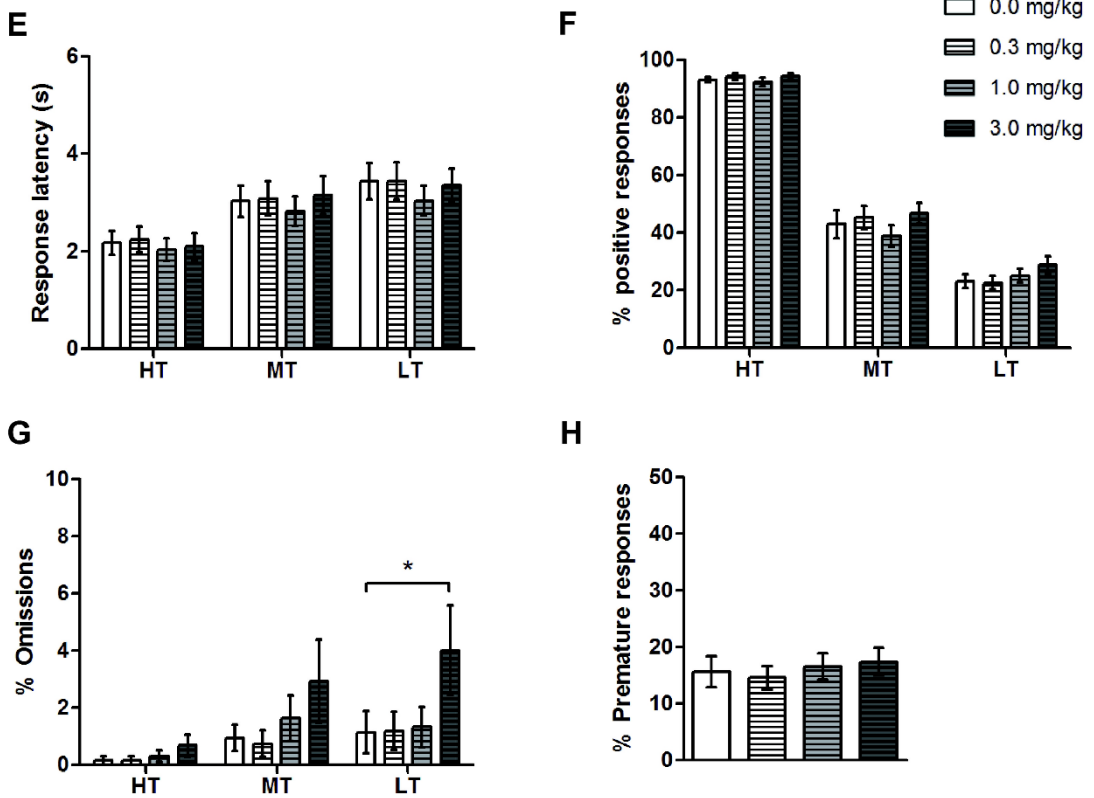 E
Response latency (s)
6
4
2
0
HT MT LT
F
0.0 mg/kg
0.3 mg/kg
1.0 mg/kg
3.0 mg/kg
% positive responses
100
80
60
40
20
0
HT MT LT
G
% Omissions
10
8
6
4
2
0
*
HT MT LT
H
% Premature responses
50
40
30
20
10
0